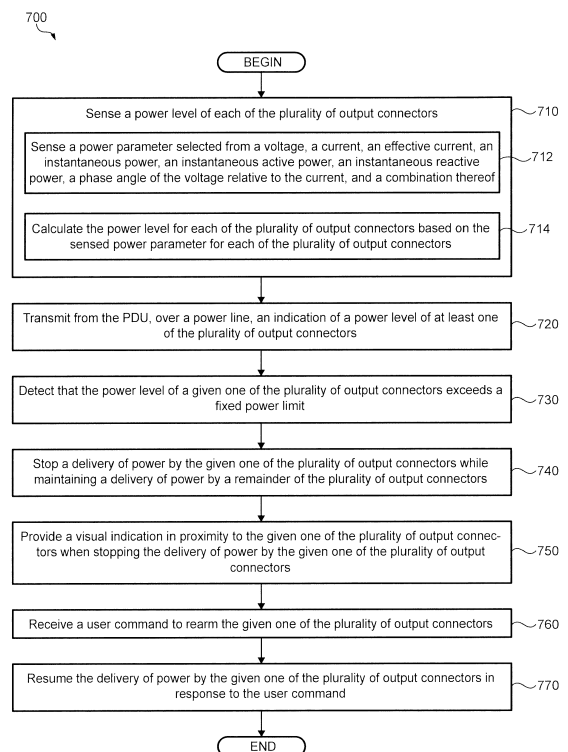 700
BEGIN
Sense a power level of each of the plurality of output connectors
710
Sense a power parameter selected from a voltage, a current, an effective current, an
instantaneous power, an instantaneous active power, an instantaneous reactive
power, a phase angle of the voltage relative to the current, and a combination thereof
712
Calculate the power level for each of the plurality of output connectors based on the
sensed power parameter for each of the plurality of output connectors
714
Transmit from the PDU, over a power line, an indication of a power level of at least one
of the plurality of output connectors
720
Detect that the power level of a given one of the plurality of output connectors exceeds a
fixed power limit
730
Stop a delivery of power by the given one of the plurality of output connectors while
maintaining a delivery of power by a remainder of the plurality of output connectors
740
Provide a visual indication in proximity to the given one of the plurality of output connec-
tors when stopping the delivery of power by the given one of the plurality of output
connectors
750
Receive a user command to rearm the given one of the plurality of output connectors
760
Resume the delivery of power by the given one of the plurality of output connectors in
response to the user command
770
END